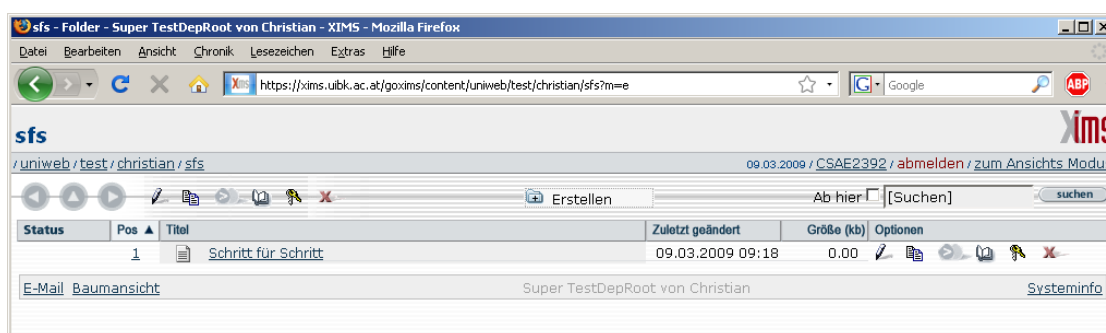 sfs - Folder - Super TestDepRoot von Christian - XIMS - Mozilla Firefox
Datei Bearbeiten Ansicht Chronik Lesezeichen Extras Hilfe
Xims https://xims.uibk.ac.at/goxims/content/uniweb/test/christian/sfs?m=e G Google ABP
sfs Xims
/ uniweb / test / christian / sfs 09.03.2009 / CSAE2392 / abmelden / zum Ansichts Modu
Erstellen Ab hier [Suchen] suchen
Status Pos ▲ Titel Zuletzt geändert Größe (kb) Optionen
1 Schritt für Schritt 09.03.2009 09:18 0.00
E-Mail Baumansicht Super TestDepRoot von Christian Systeminfo